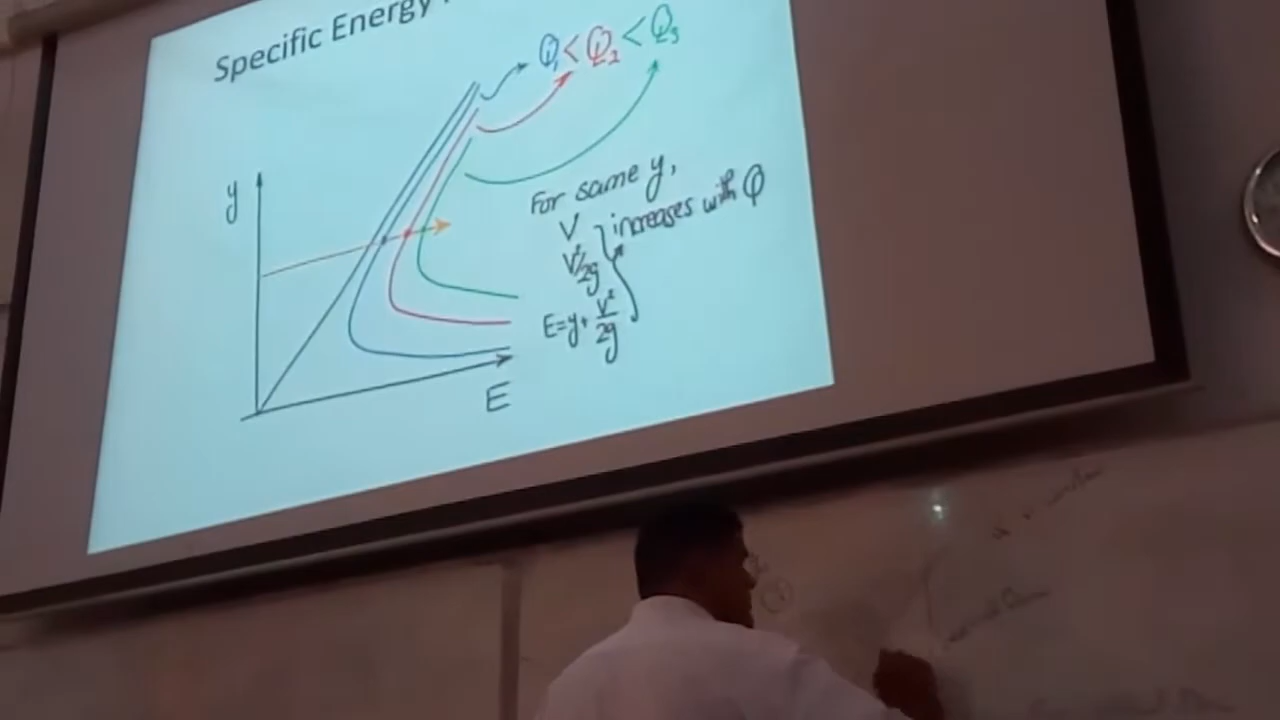 Specific Energy
Q₁ < Q₂ < Q₃
y
For same y,
V
V²/2g } increases with Q
E = y + V²/2g
E